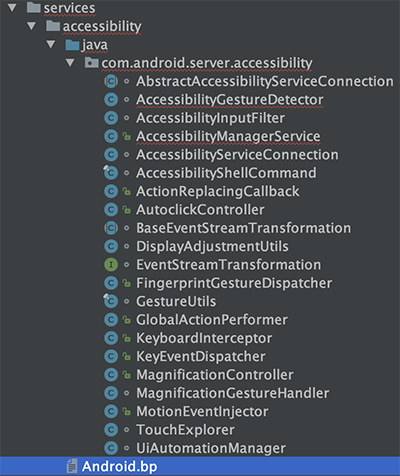 services
accessibility
java
com.android.server.accessibility
AbstractAccessibilityServiceConnection
AccessibilityGestureDetector
AccessibilityInputFilter
AccessibilityManagerService
AccessibilityServiceConnection
AccessibilityShellCommand
ActionReplacingCallback
AutoclickController
BaseEventStreamTransformation
DisplayAdjustmentUtils
EventStreamTransformation
FingerprintGestureDispatcher
GestureUtils
GlobalActionPerformer
KeyboardInterceptor
KeyEventDispatcher
MagnificationController
MagnificationGestureHandler
MotionEventInjector
TouchExplorer
UiAutomationManager
Android.bp